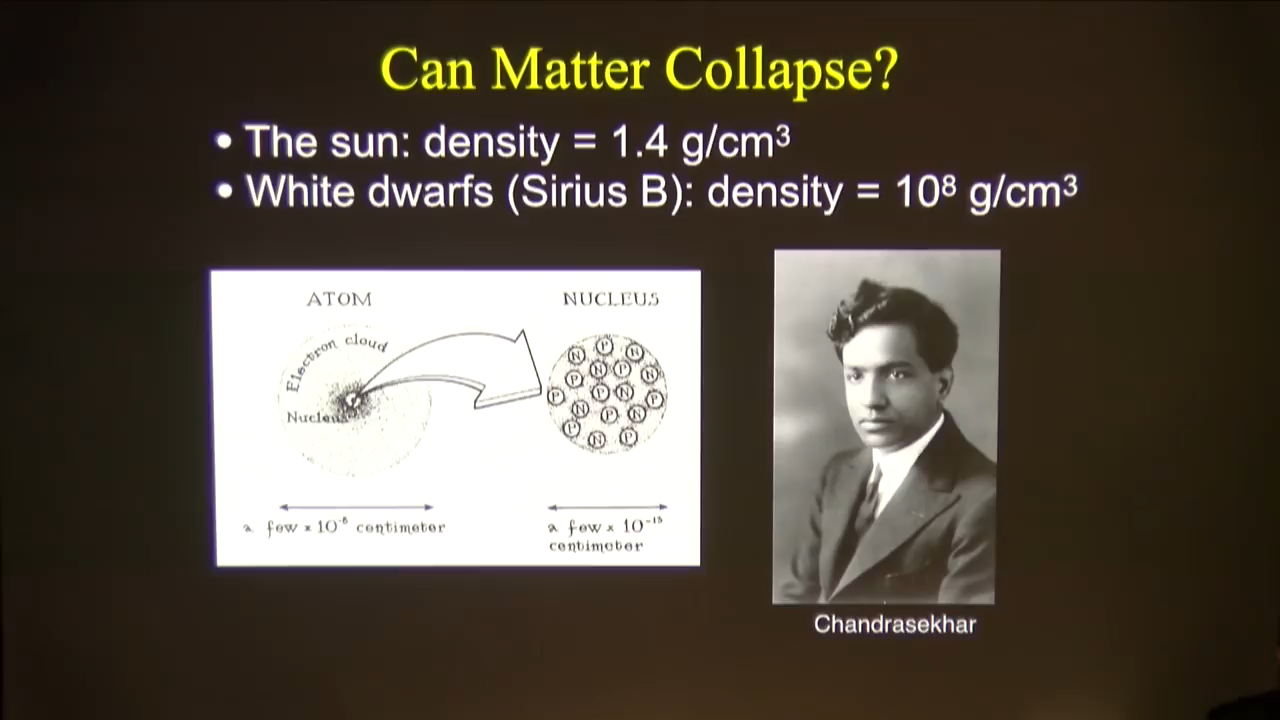 Can Matter Collapse?
• The sun: density = 1.4 g/cm³
• White dwarfs (Sirius B): density = 10⁸ g/cm³
ATOM
NUCLEUS
Electron cloud
Nucleus
P
N N
N P
P N
P P N P
N P N
P N P
a few × 10⁻⁸ centimeter
a few × 10⁻¹³
centimeter
Chandrasekhar